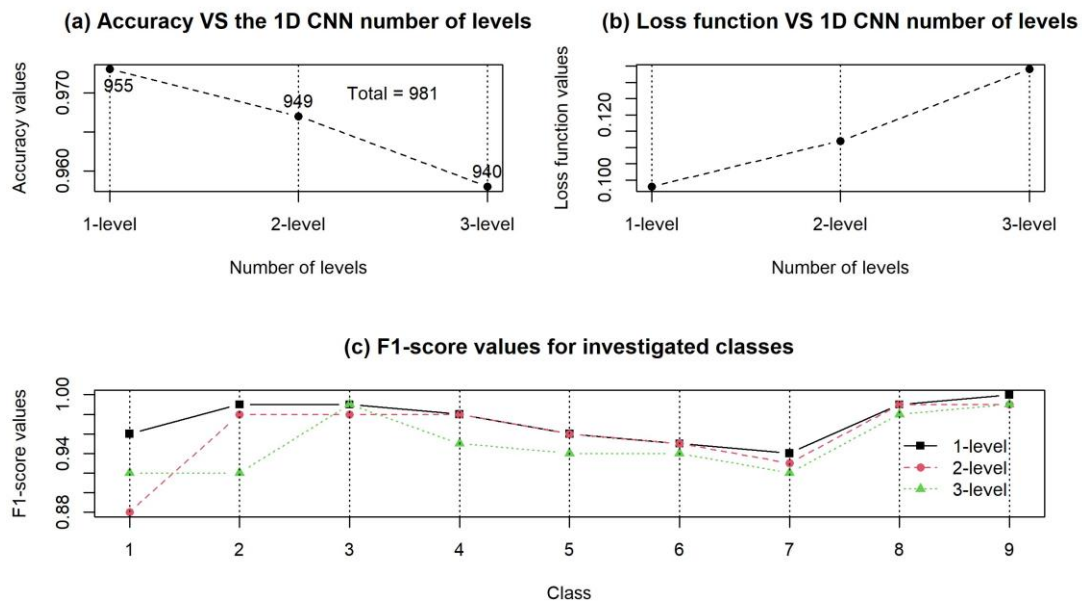 (a) Accuracy VS the 1D CNN number of levels
Accuracy values
0.970
0.960
955
949
940
Total = 981
1-level
2-level
3-level
Number of levels
(b) Loss function VS 1D CNN number of levels
Loss function values
0.120
0.100
1-level
2-level
3-level
Number of levels
(c) F1-score values for investigated classes
F1-score values
1.00
0.94
0.88
1-level
2-level
3-level
1 2 3 4 5 6 7 8 9
Class